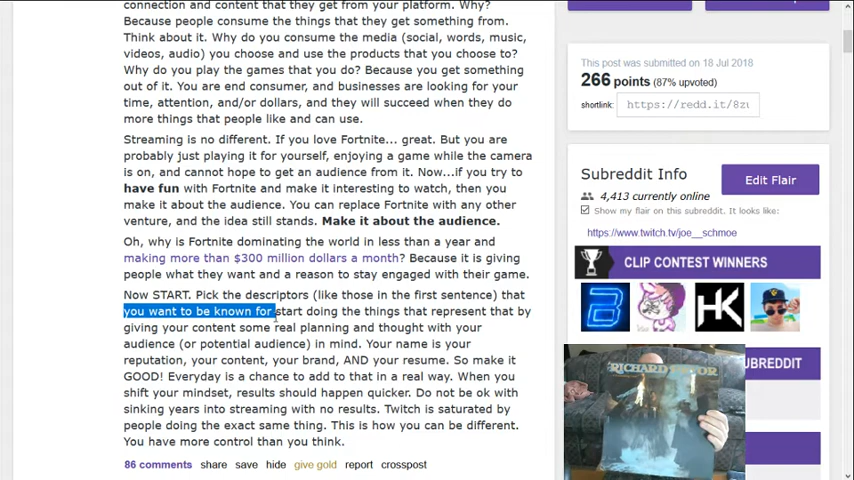 connection and content that they get from your platform. Why?
Because people consume the things that they get something from.
Think about it. Why do you consume the media (social, words, music,
videos, audio) you choose and use the products that you choose to?
Why do you play the games that you do? Because you get something
out of it. You are end consumer, and businesses are looking for your
time, attention, and/or dollars, and they will succeed when they do
more things that people like and can use.
Streaming is no different. If you love Fortnite... great. But you are
probably just playing it for yourself, enjoying a game while the camera
is on, and cannot hope to get an audience from it. Now...if you try to
have fun with Fortnite and make it interesting to watch, then you
make it about the audience. You can replace Fortnite with any other
venture, and the idea still stands. Make it about the audience.
Oh, why is Fortnite dominating the world in less than a year and
making more than $300 million dollars a month? Because it is giving
people what they want and a reason to stay engaged with their game.
Now START. Pick the descriptors (like those in the first sentence) that
you want to be known for start doing the things that represent that by
giving your content some real planning and thought with your
audience (or potential audience) in mind. Your name is your
reputation, your content, your brand, AND your resume. So make it
GOOD! Everyday is a chance to add to that in a real way. When you
shift your mindset, results should happen quicker. Do not be ok with
sinking years into streaming with no results. Twitch is saturated by
people doing the exact same thing. This is how you can be different.
You have more control than you think.
86 comments share save hide give gold report crosspost
This post was submitted on 18 Jul 2018
266 points (87% upvoted)
shortlink: https://redd.it/8zu
Subreddit Info
Edit Flair
4,413 currently online
Show my flair on this subreddit. It looks like:
https://www.twitch.tv/joe__schmoe
CLIP CONTEST WINNERS
HK
UBREDDIT
RICHARD